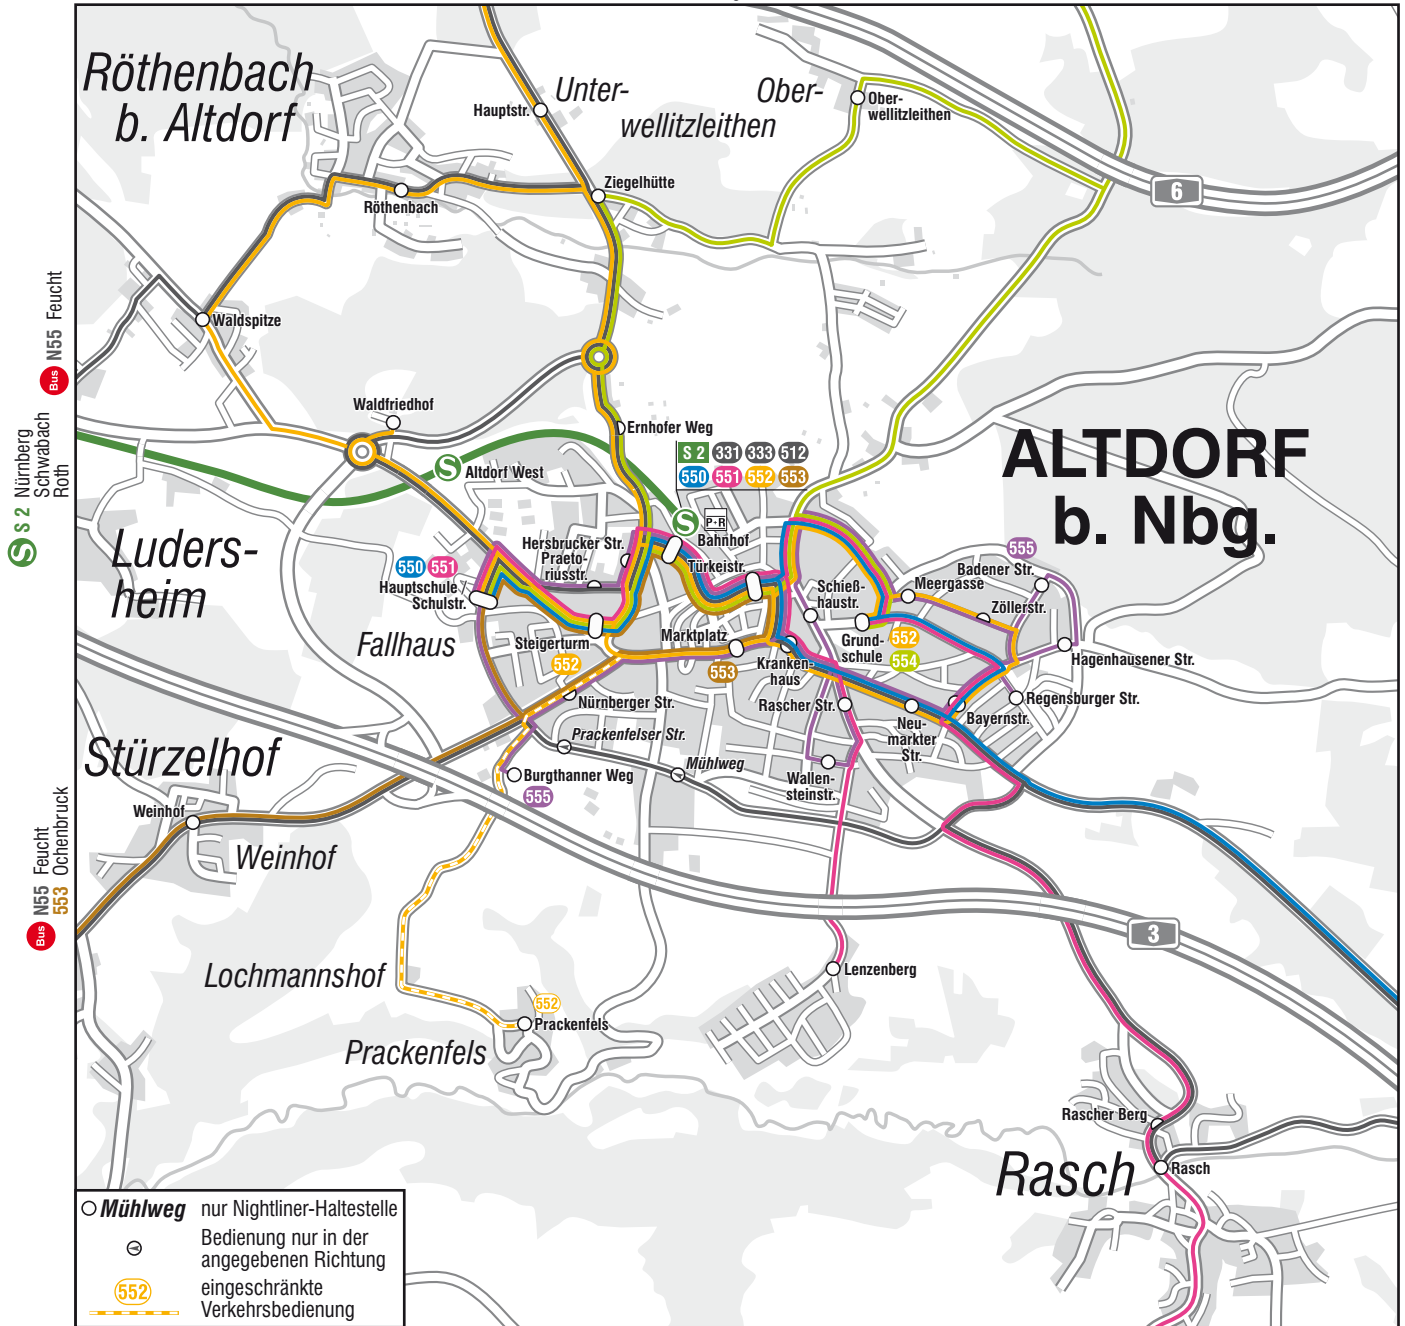 Röthenbach
b. Altdorf
Unter-
wellitzleithen
Ober-
Hauptstr.
Ober-
wellitzleithen
Ziegelhütte
Röthenbach
6
Waldspitze
Bus N55 Feucht
Waldfriedhof
Ernhofer Weg
S 2 331 333 512
550 551 552 553
ALTDORF
b. Nbg.
S S 2 Nürnberg
Schwabach
Roth
S Altdorf West
S P+R
Bahnhof
Luders-
heim
Hersbrucker Str.
Praeto-
riusstr.
Türkeistr.
550 551
Hauptschule
Schulstr.
Schieß-
haustr.
Meergasse
555
Badener Str.
Zöllerstr.
Fallhaus
Steigerturm
552
Marktplatz
553
Kranken-
haus
Grund-
schule
552
554
Hagenhausener Str.
Nürnberger Str.
Rascher Str.
Neu-
markter
Str.
Bayernstr.
Regensburger Str.
Prackenfelser Str.
Stürzelhof
Mühlweg
Burgthanner Weg
555
Wallen-
steinstr.
Weinhof
Weinhof
Bus N55 Feucht
553 Ochenbruck
3
Lochmannshof
Lenzenberg
552
Prackenfels
Prackenfels
Rascher Berg
Rasch
Rasch
Mühlweg nur Nightliner-Haltestelle
Bedienung nur in der
angegebenen Richtung
552 eingeschränkte
Verkehrsbedienung